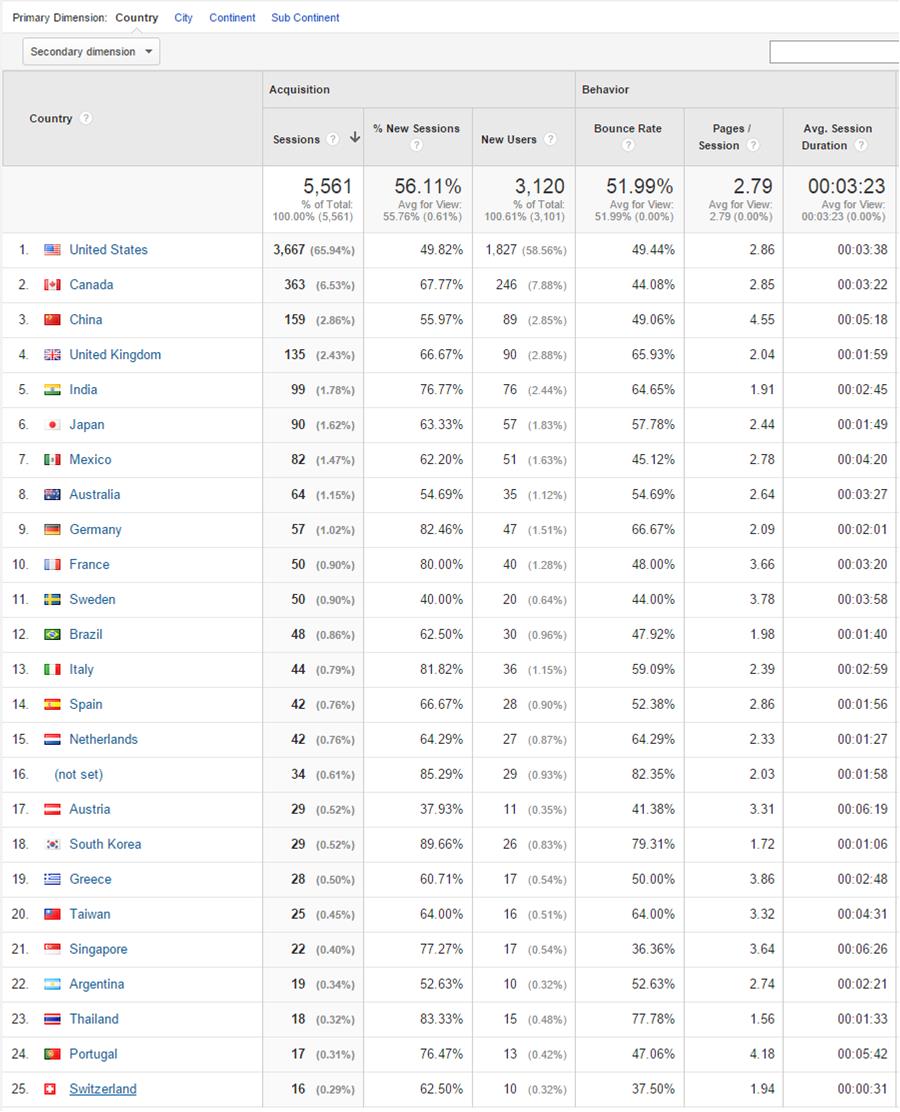 Primary Dimension: Country City Continent Sub Continent
Secondary dimension
Acquisition Behavior
Country ? Sessions ? % New Sessions ? New Users ? Bounce Rate ? Pages / Session ? Avg. Session Duration ?
5,561 56.11% 3,120 51.99% 2.79 00:03:23
% of Total: Avg for View: % of Total: Avg for View: Avg for View: Avg for View:
100.00% (5,561) 55.76% (0.61%) 100.61% (3,101) 51.99% (0.00%) 2.79 (0.00%) 00:03:23 (0.00%)
1. United States 3,667 (65.94%) 49.82% 1,827 (58.56%) 49.44% 2.86 00:03:38
2. Canada 363 (6.53%) 67.77% 246 (7.88%) 44.08% 2.85 00:03:22
3. China 159 (2.86%) 55.97% 89 (2.85%) 49.06% 4.55 00:05:18
4. United Kingdom 135 (2.43%) 66.67% 90 (2.88%) 65.93% 2.04 00:01:59
5. India 99 (1.78%) 76.77% 76 (2.44%) 64.65% 1.91 00:02:45
6. Japan 90 (1.62%) 63.33% 57 (1.83%) 57.78% 2.44 00:01:49
7. Mexico 82 (1.47%) 62.20% 51 (1.63%) 45.12% 2.78 00:04:20
8. Australia 64 (1.15%) 54.69% 35 (1.12%) 54.69% 2.64 00:03:27
9. Germany 57 (1.02%) 82.46% 47 (1.51%) 66.67% 2.09 00:02:01
10. France 50 (0.90%) 80.00% 40 (1.28%) 48.00% 3.66 00:03:20
11. Sweden 50 (0.90%) 40.00% 20 (0.64%) 44.00% 3.78 00:03:58
12. Brazil 48 (0.86%) 62.50% 30 (0.96%) 47.92% 1.98 00:01:40
13. Italy 44 (0.79%) 81.82% 36 (1.15%) 59.09% 2.39 00:02:59
14. Spain 42 (0.76%) 66.67% 28 (0.90%) 52.38% 2.86 00:01:56
15. Netherlands 42 (0.76%) 64.29% 27 (0.87%) 64.29% 2.33 00:01:27
16. (not set) 34 (0.61%) 85.29% 29 (0.93%) 82.35% 2.03 00:01:58
17. Austria 29 (0.52%) 37.93% 11 (0.35%) 41.38% 3.31 00:06:19
18. South Korea 29 (0.52%) 89.66% 26 (0.83%) 79.31% 1.72 00:01:06
19. Greece 28 (0.50%) 60.71% 17 (0.54%) 50.00% 3.86 00:02:48
20. Taiwan 25 (0.45%) 64.00% 16 (0.51%) 64.00% 3.32 00:04:31
21. Singapore 22 (0.40%) 77.27% 17 (0.54%) 36.36% 3.64 00:06:26
22. Argentina 19 (0.34%) 52.63% 10 (0.32%) 52.63% 2.74 00:02:21
23. Thailand 18 (0.32%) 83.33% 15 (0.48%) 77.78% 1.56 00:01:33
24. Portugal 17 (0.31%) 76.47% 13 (0.42%) 47.06% 4.18 00:05:42
25. Switzerland 16 (0.29%) 62.50% 10 (0.32%) 37.50% 1.94 00:00:31